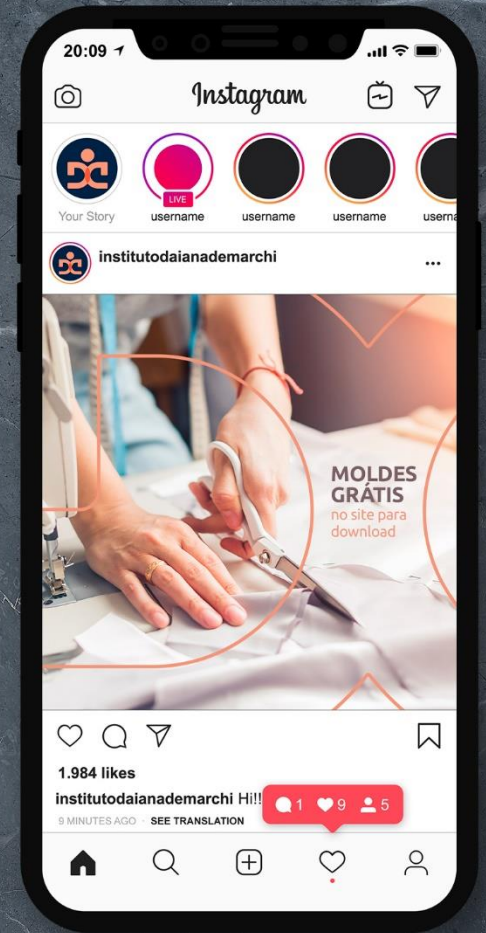 20:09
Instagram
LIVE
Your Story
username
username
username
userna
institutodaianademarchi
MOLDES
GRÁTIS
no site para
download
1.984 likes
institutodaianademarchi Hi!!
9 MINUTES AGO · SEE TRANSLATION
1 9 5